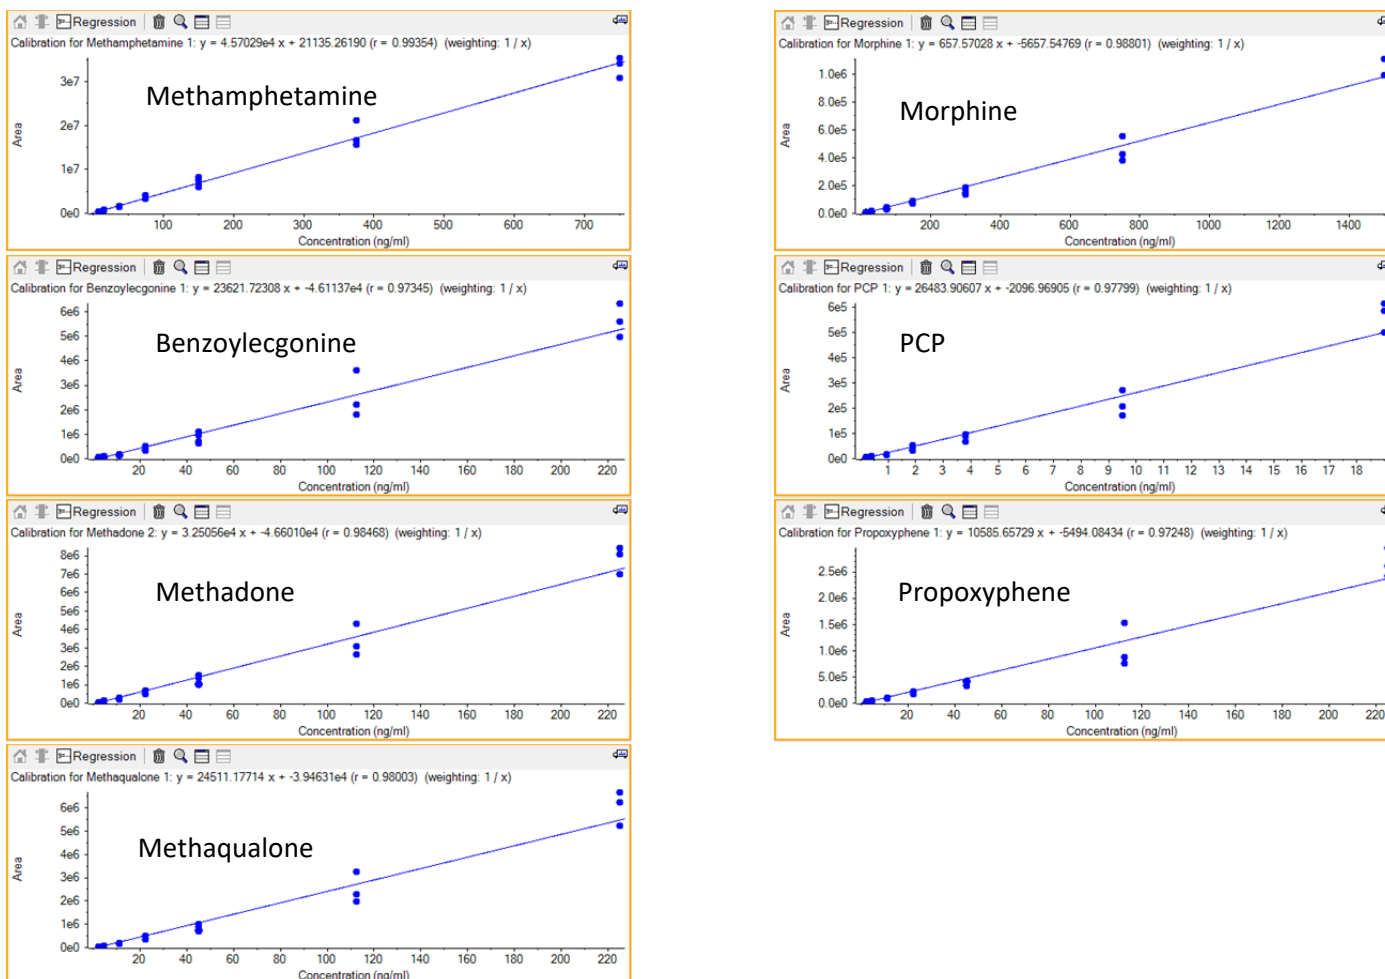 Regression
Calibration for Methamphetamine 1: y = 4.57029e4 x + 21135.26190 (r = 0.99354) (weighting: 1 / x)
Methamphetamine
Area
3e7
2e7
1e7
0e0
100 200 300 400 500 600 700
Concentration (ng/ml)
Regression
Calibration for Morphine 1: y = 657.57028 x + -5657.54769 (r = 0.98801) (weighting: 1 / x)
Morphine
Area
1.0e6
8.0e5
6.0e5
4.0e5
2.0e5
0.0e0
200 400 600 800 1000 1200 1400
Concentration (ng/ml)
Regression
Calibration for Benzoylecgonine 1: y = 23621.72308 x + -4.61137e4 (r = 0.97345) (weighting: 1 / x)
Benzoylecgonine
Area
6e6
5e6
4e6
3e6
2e6
1e6
0e0
20 40 60 80 100 120 140 160 180 200 220
Concentration (ng/ml)
Regression
Calibration for PCP 1: y = 26483.90607 x + -2096.96905 (r = 0.97799) (weighting: 1 / x)
PCP
Area
6e5
5e5
4e5
3e5
2e5
1e5
0e0
1 2 3 4 5 6 7 8 9 10 11 12 13 14 15 16 17 18
Concentration (ng/ml)
Regression
Calibration for Methadone 2: y = 3.25056e4 x + -4.66010e4 (r = 0.98468) (weighting: 1 / x)
Methadone
Area
8e6
7e6
6e6
5e6
4e6
3e6
2e6
1e6
0e0
20 40 60 80 100 120 140 160 180 200 220
Concentration (ng/ml)
Regression
Calibration for Propoxyphene 1: y = 10585.65729 x + -5494.08434 (r = 0.97248) (weighting: 1 / x)
Propoxyphene
Area
2.5e6
2.0e6
1.5e6
1.0e6
5.0e5
0.0e0
20 40 60 80 100 120 140 160 180 200 220
Concentration (ng/ml)
Regression
Calibration for Methaqualone 1: y = 24511.17714 x + -3.94631e4 (r = 0.98003) (weighting: 1 / x)
Methaqualone
Area
6e6
5e6
4e6
3e6
2e6
1e6
0e0
20 40 60 80 100 120 140 160 180 200 220
Concentration (ng/ml)